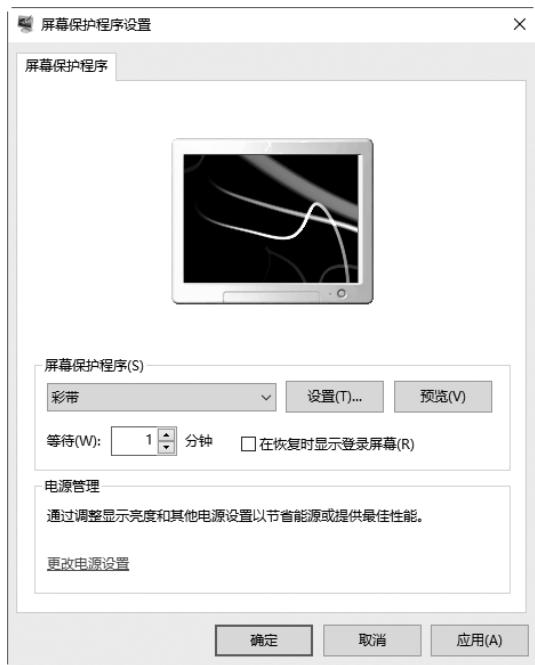 屏幕保护程序设置
屏幕保护程序
屏幕保护程序(S)
彩带
设置(T)...
预览(V)
等待(W): 1 分钟
在恢复时显示登录屏幕(R)
电源管理
通过调整显示亮度和其他电源设置以节省能源或提供最佳性能。
更改电源设置
确定
取消
应用(A)